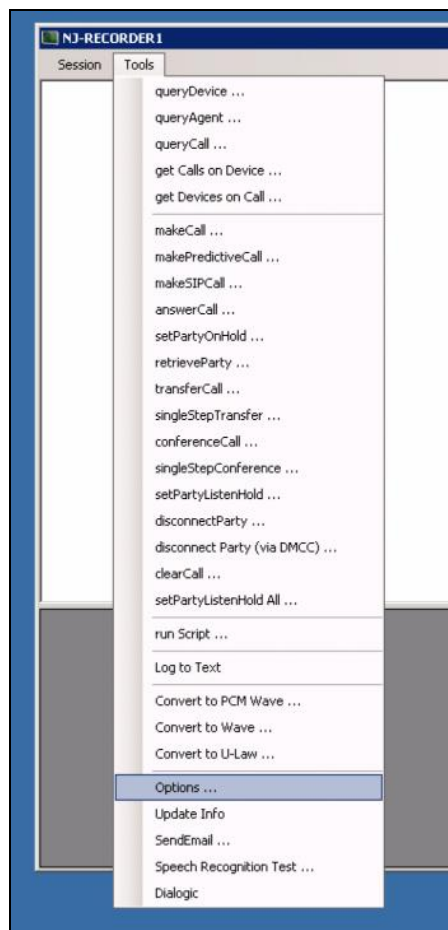 NJ-RECORDER1
Session Tools
queryDevice ...
queryAgent ...
queryCall ...
get Calls on Device ...
get Devices on Call ...
makeCall ...
makePredictiveCall ...
makeSIPCall ...
answerCall ...
setPartyOnHold ...
retrieveParty ...
transferCall ...
singleStepTransfer ...
conferenceCall ...
singleStepConference ...
setPartyListenHold ...
disconnectParty ...
disconnect Party (via DMCC) ...
clearCall ...
setPartyListenHold All ...
run Script ...
Log to Text
Convert to PCM Wave ...
Convert to Wave ...
Convert to U-Law ...
Options ...
Update Info
SendEmail ...
Speech Recognition Test ...
Dialogic